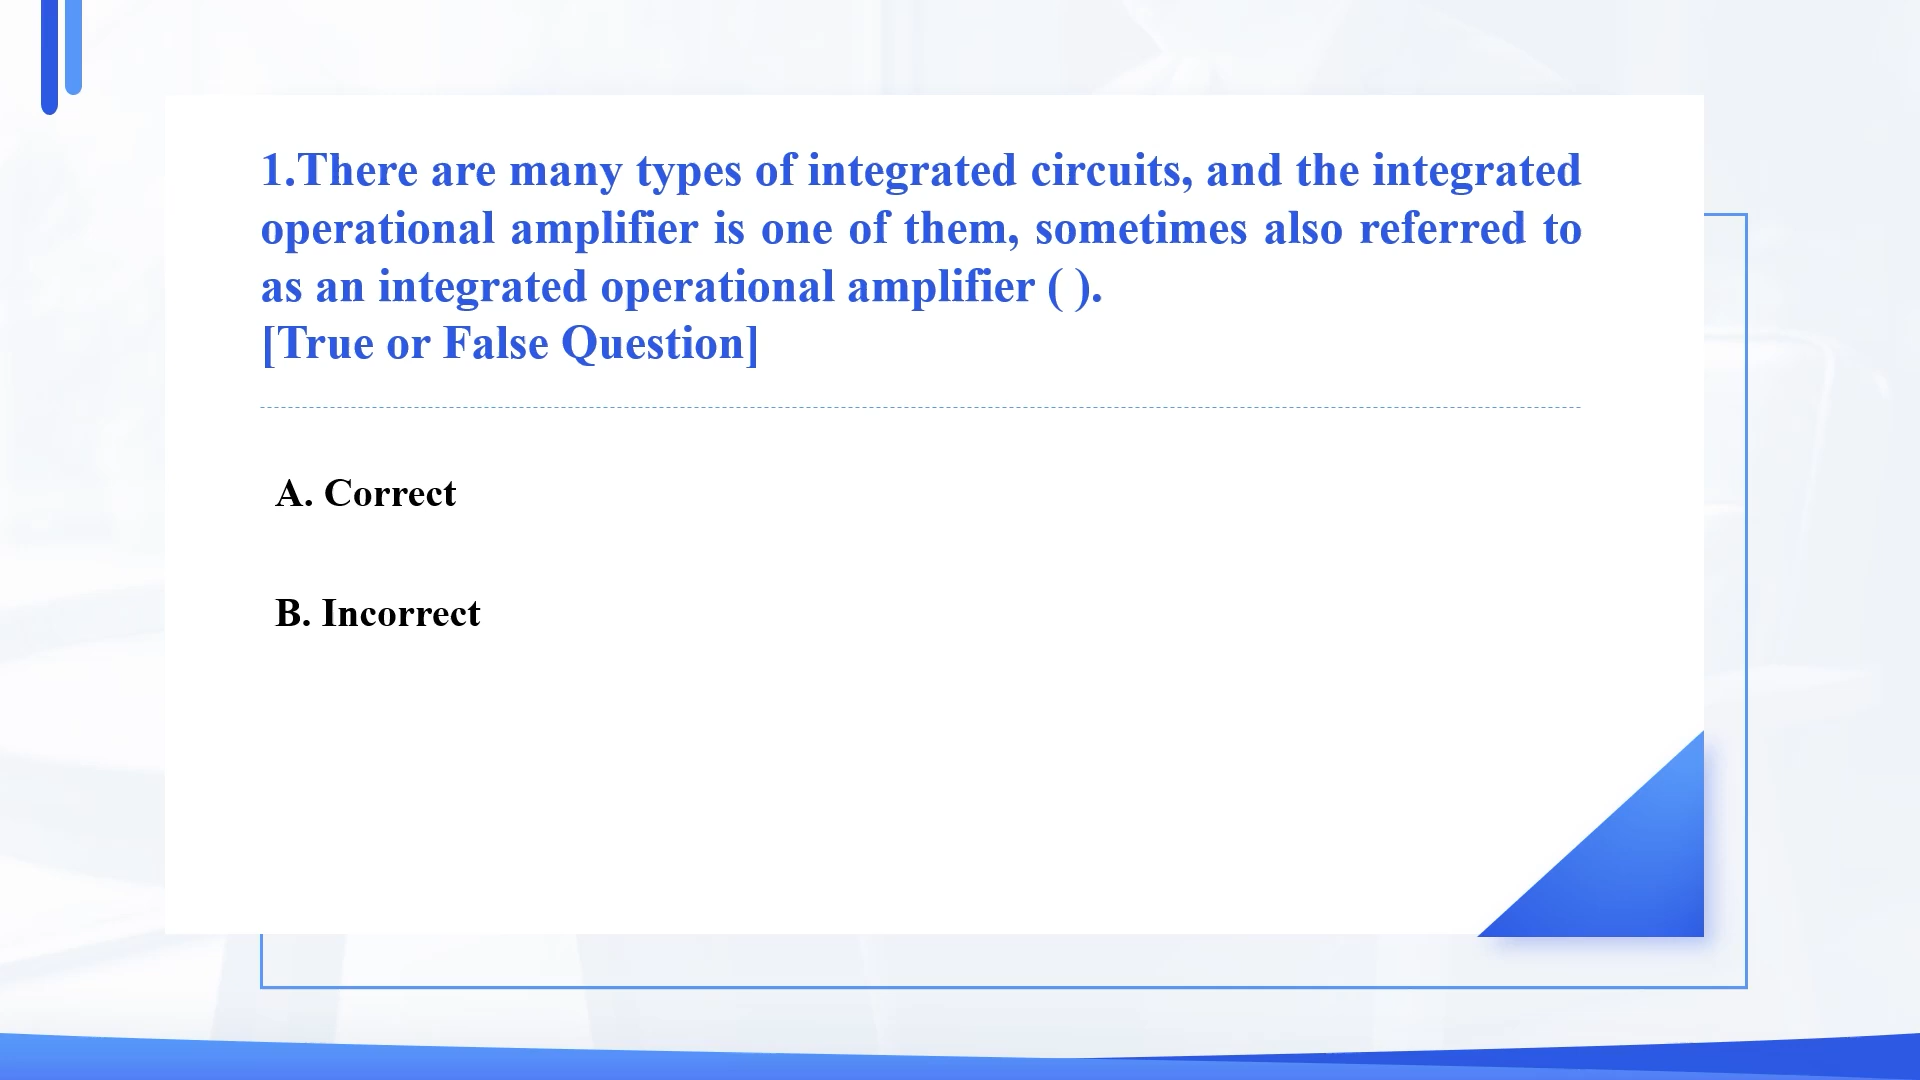 1.There are many types of integrated circuits, and the integrated
operational amplifier is one of them, sometimes also referred to
as an integrated operational amplifier ( ).
[True or False Question]
A. Correct
B. Incorrect